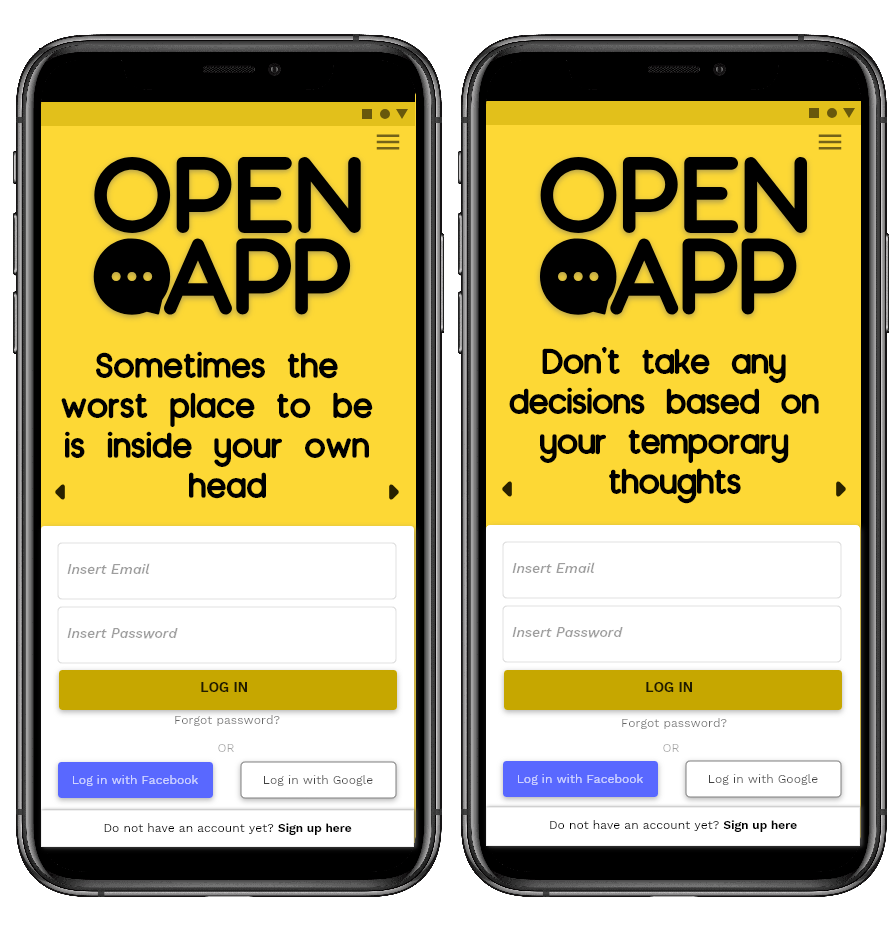 OPEN
APP
Sometimes the
worst place to be
is inside your own
head
Insert Email
Insert Password
LOG IN
Forgot password?
OR
Log in with Facebook
Log in with Google
Do not have an account yet? Sign up here
OPEN
APP
Don't take any
decisions based on
your temporary
thoughts
Insert Email
Insert Password
LOG IN
Forgot password?
OR
Log in with Facebook
Log in with Google
Do not have an account yet? Sign up here